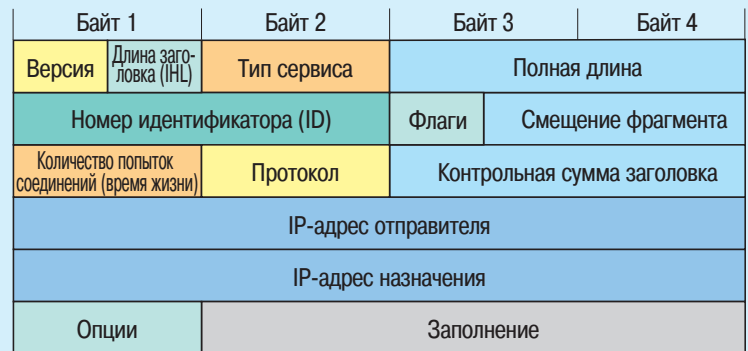 Байт 1 Байт 2 Байт 3 Байт 4
Версия Длина заго-
ловка (IHL) Тип сервиса Полная длина
Номер идентификатора (ID) Флаги Смещение фрагмента
Количество попыток
соединений (время жизни) Протокол Контрольная сумма заголовка
IP-адрес отправителя
IP-адрес назначения
Опции Заполнение